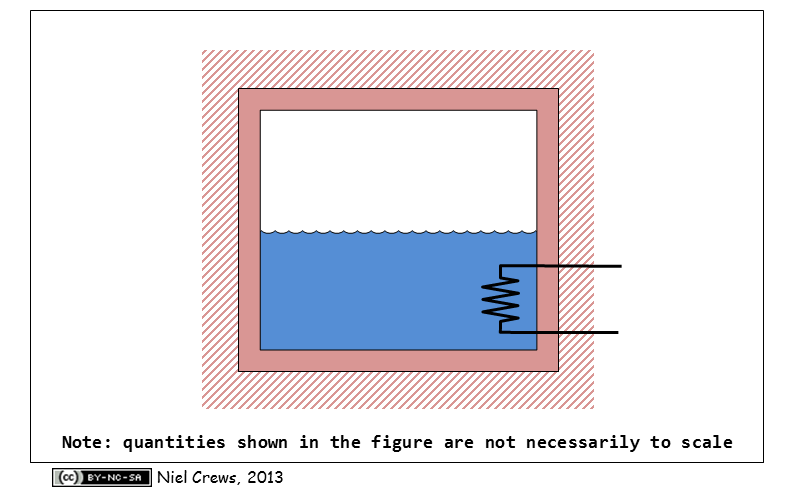 Note: quantities shown in the figure are not necessarily to scale
(cc) BY-NC-SA Niel Crews, 2013